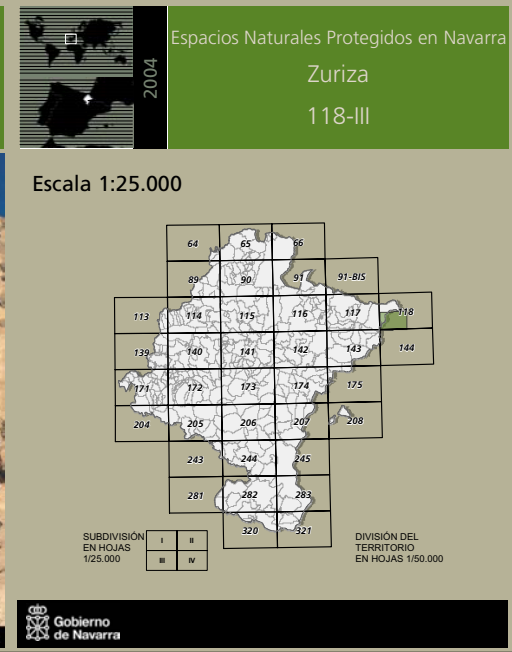 2004
Espacios Naturales Protegidos en Navarra
Zuriza
118-III
Escala 1:25.000
64 65 66
89 90 91 91-BIS
113 114 115 116 117 118
139 140 141 142 143 144
171 172 173 174 175
204 205 206 207 208
243 244 245
281 282 283
320 321
SUBDIVISIÓN
EN HOJAS
1/25.000
I II
III IV
DIVISIÓN DEL
TERRITORIO
EN HOJAS 1/50.000
Gobierno
de Navarra